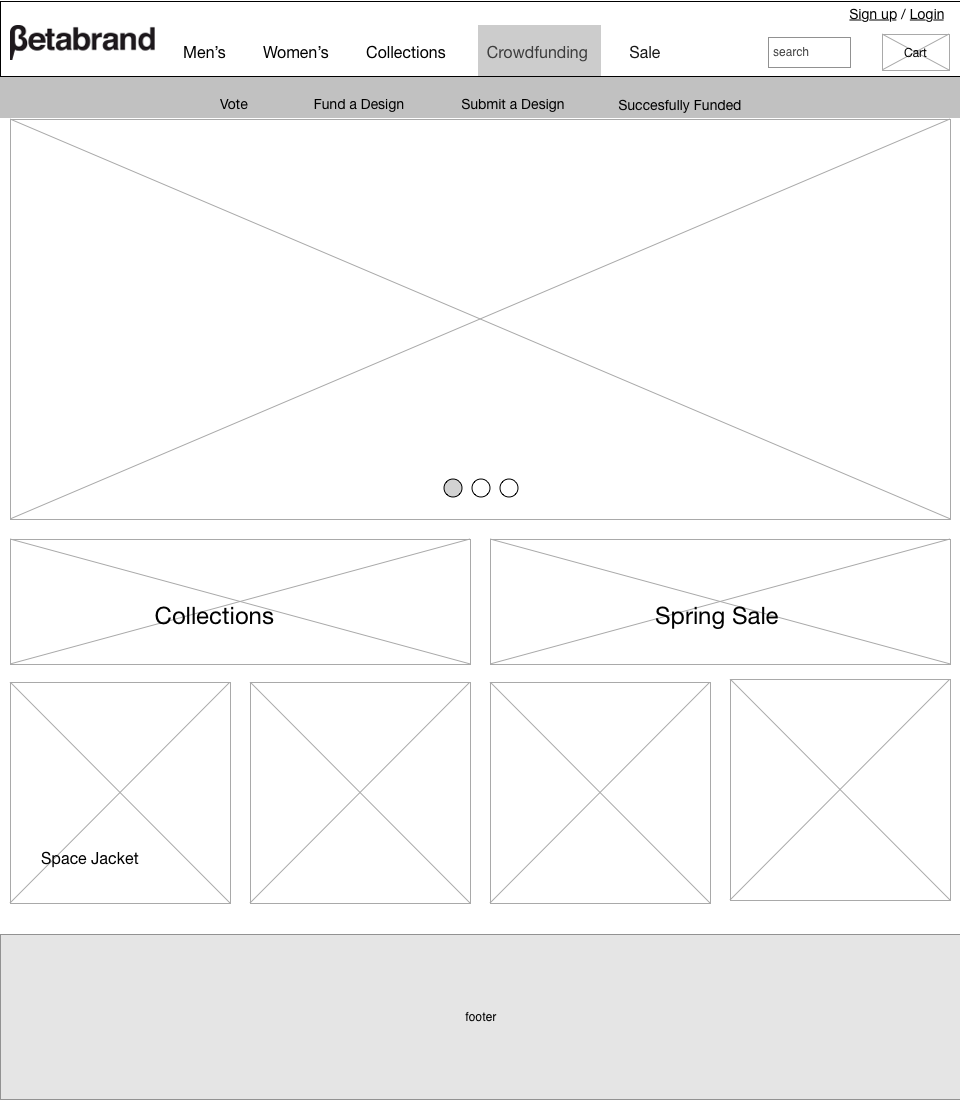 Sign up / Login
βetabrand
Men's
Women's
Collections
Crowdfunding
Sale
search
Cart
Vote
Fund a Design
Submit a Design
Succesfully Funded
Collections
Spring Sale
Space Jacket
footer